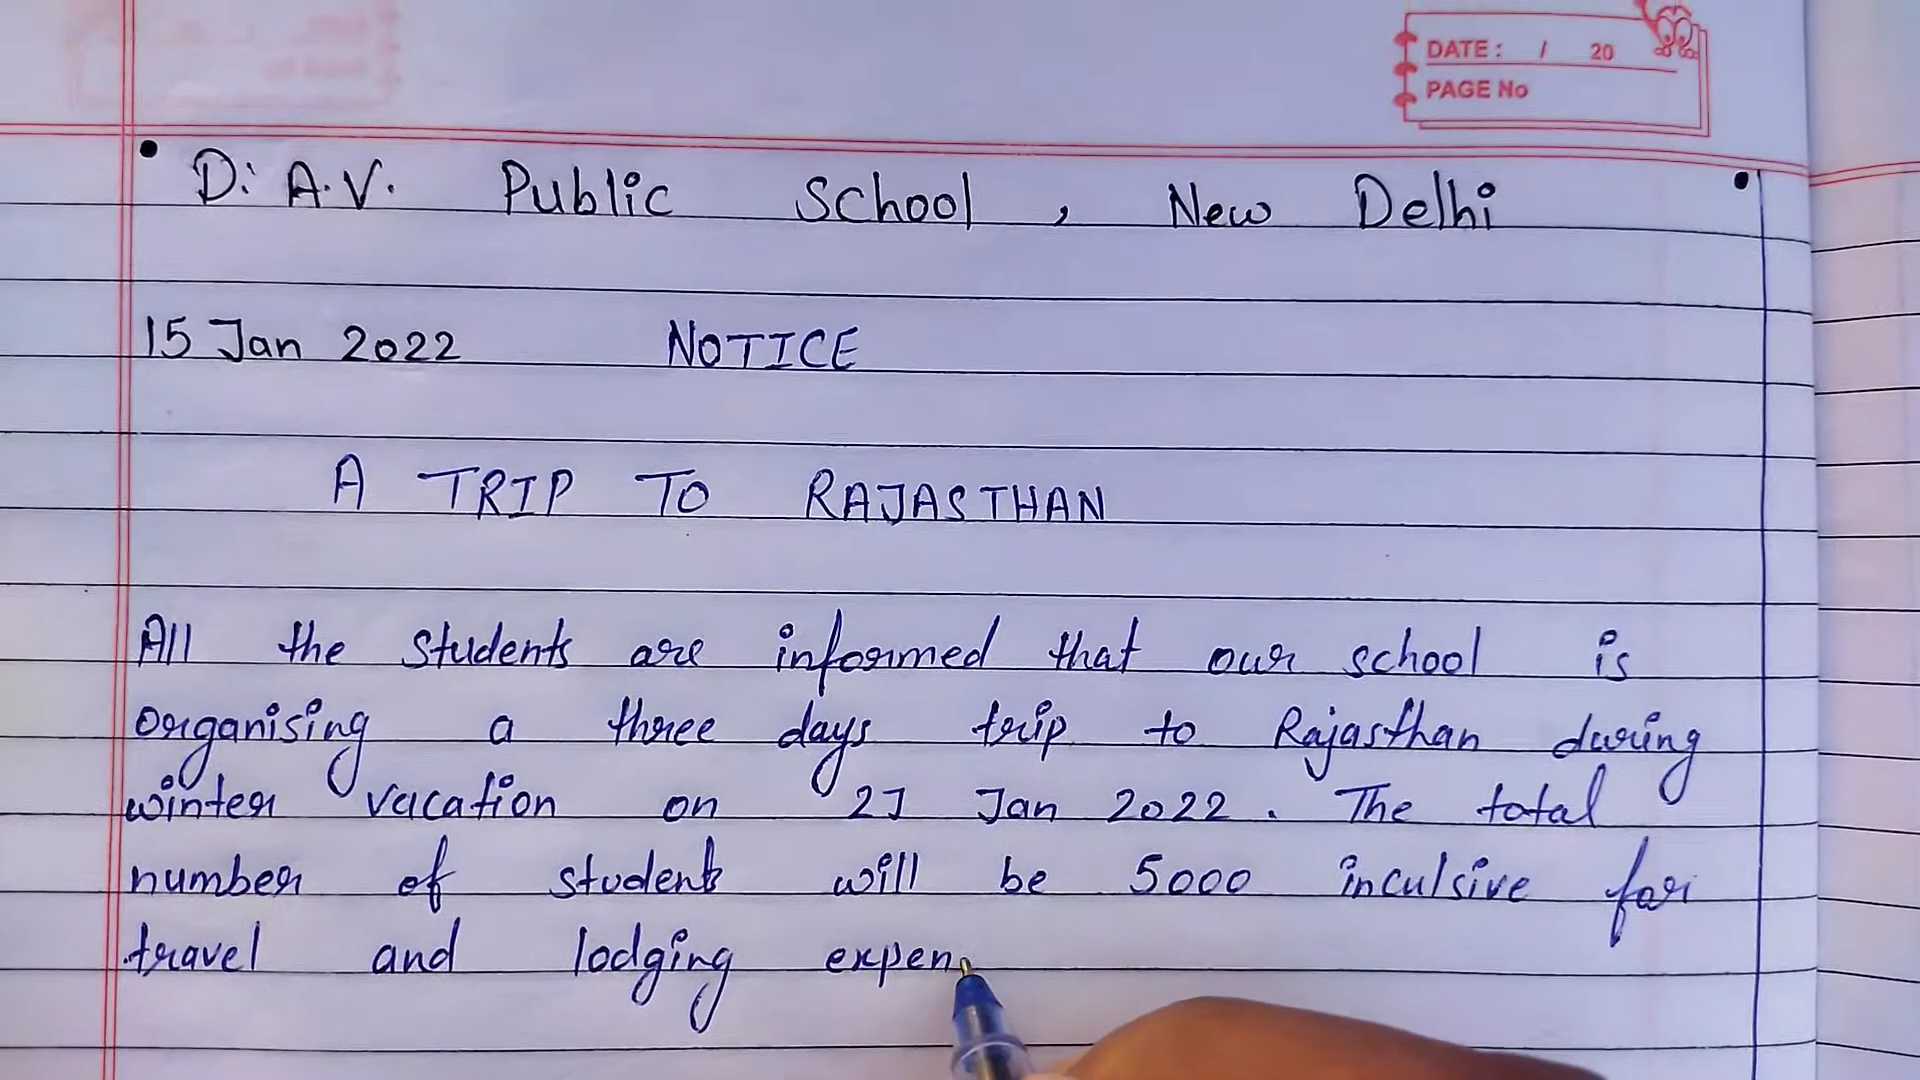 DATE: / 20
PAGE No
D. A.V. Public School, New Delhi
15 Jan 2022 NOTICE
A TRIP TO RAJASTHAN
All the students are informed that our school is
organising a three days trip to Rajasthan during
winter vacation on 21 Jan 2022. The total
number of students will be 5000 inculsive for
travel and lodging expen